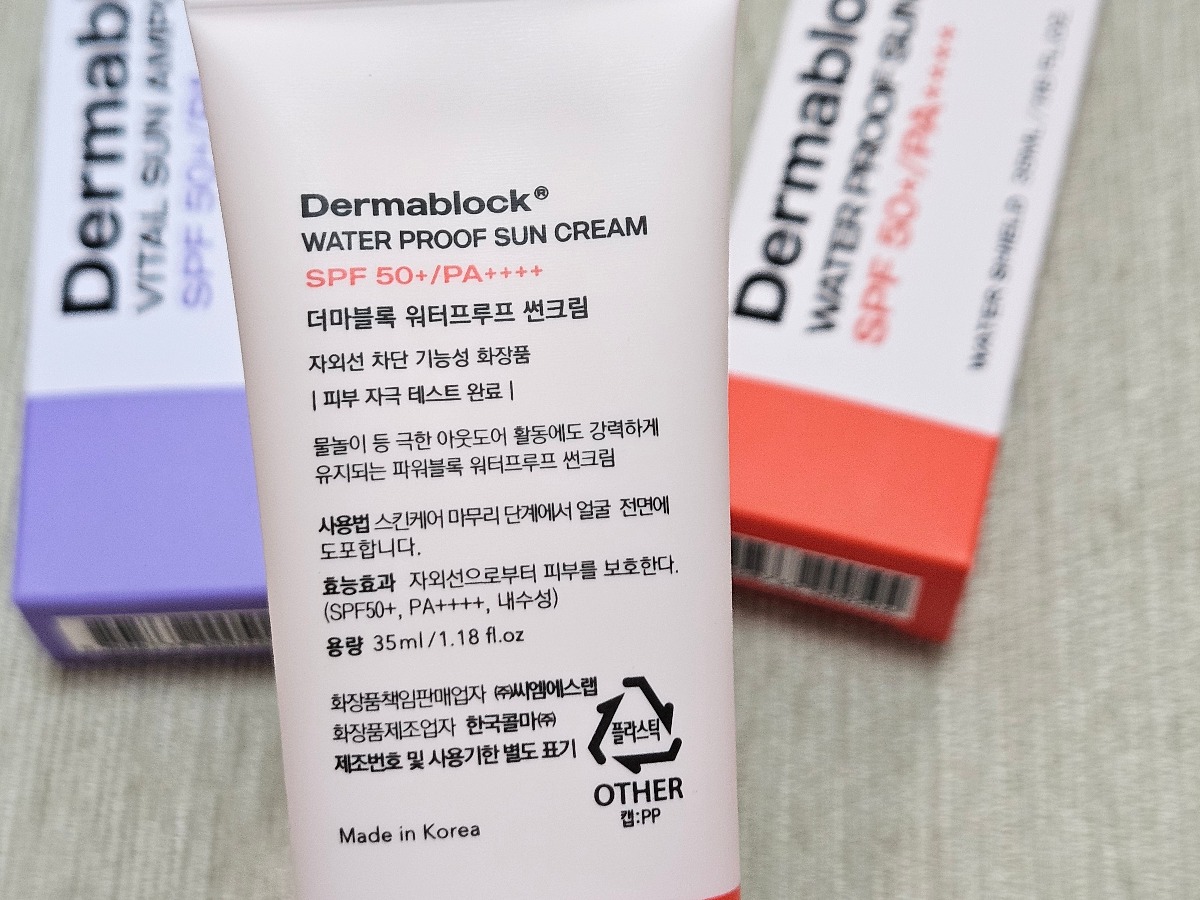 Dermablock®
WATER PROOF SUN CREAM
SPF 50+/PA++++
더마블록 워터프루프 썬크림
자외선 차단 기능성 화장품
| 피부 자극 테스트 완료 |
물놀이 등 극한 아웃도어 활동에도 강력하게
유지되는 파워블록 워터프루프 썬크림
사용법 스킨케어 마무리 단계에서 얼굴 전면에
도포합니다.
효능효과 자외선으로부터 피부를 보호한다.
(SPF50+, PA++++, 내수성)
용량 35ml/1.18 fl.oz
화장품책임판매업자 ㈜씨엠에스랩
화장품제조업자 한국콜마㈜
제조번호 및 사용기한 별도 표기
플라스틱
OTHER
캡:PP
Made in Korea
Dermab
VITAL SUN AMP
SPF 50+/PA
Dermablo
WATER PROOF SUN
SPF 50+/PA++++
WATER SHIELD